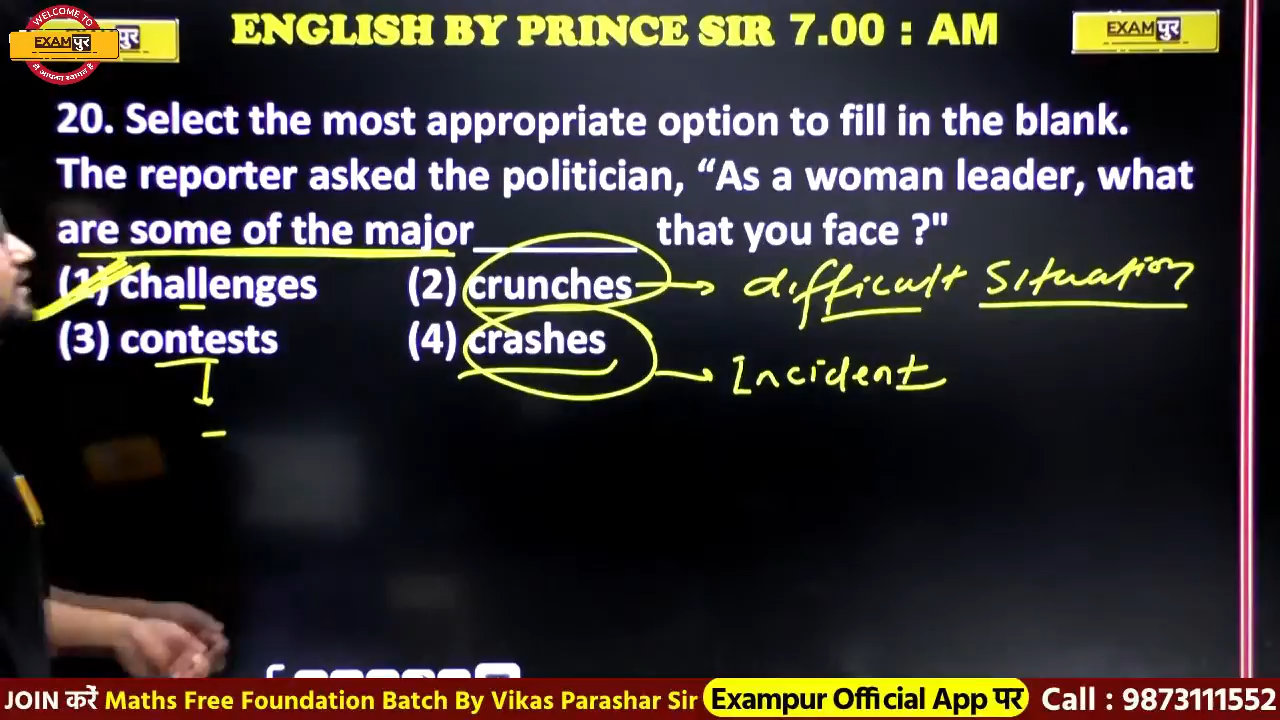 WELCOME TO
EXAMपुर
में आपका स्वागत है
पुर
ENGLISH BY PRINCE SIR 7.00 : AM
EXAMपुर
20. Select the most appropriate option to fill in the blank.
The reporter asked the politician, “As a woman leader, what
are some of the major__________ that you face ?"
(1) challenges (2) crunches → difficult Situation
(3) contests (4) crashes → Incident
JOIN करें Maths Free Foundation Batch By Vikas Parashar Sir Exampur Official App पर Call : 9873111552